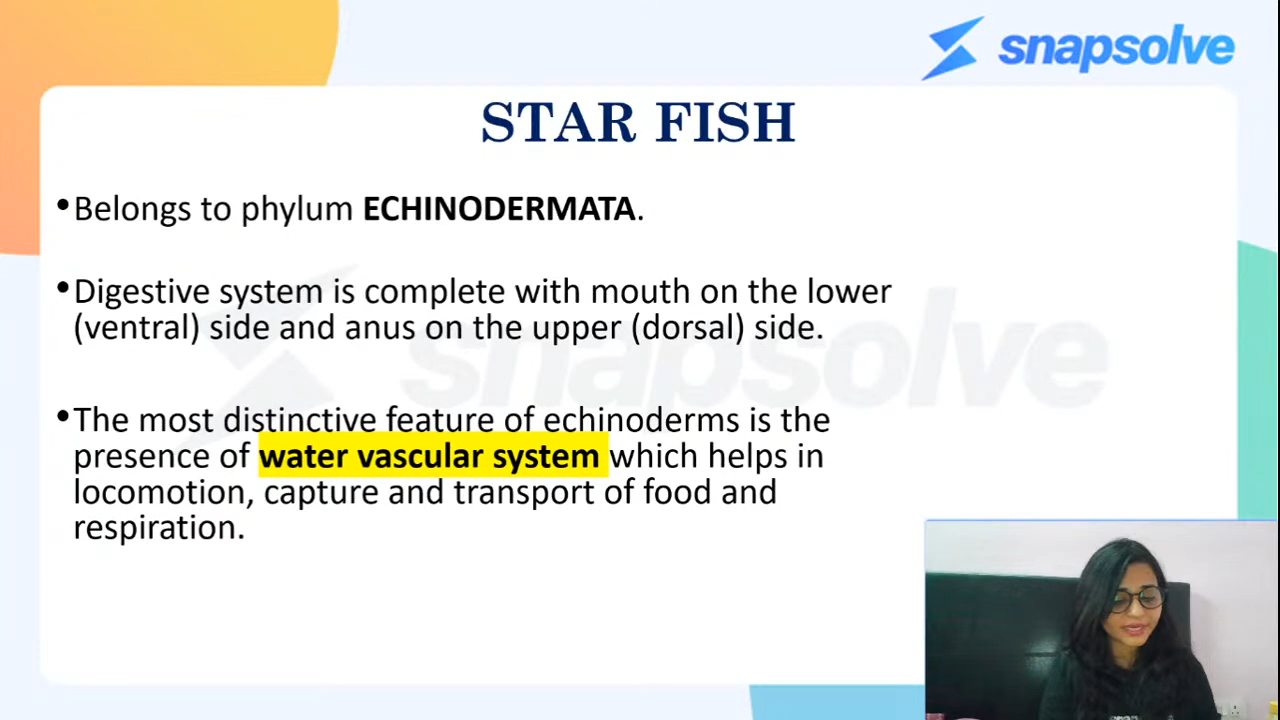 snapsolve
STAR FISH
•Belongs to phylum ECHINODERMATA.
•Digestive system is complete with mouth on the lower
(ventral) side and anus on the upper (dorsal) side.
•The most distinctive feature of echinoderms is the
presence of water vascular system which helps in
locomotion, capture and transport of food and
respiration.
snapsolve